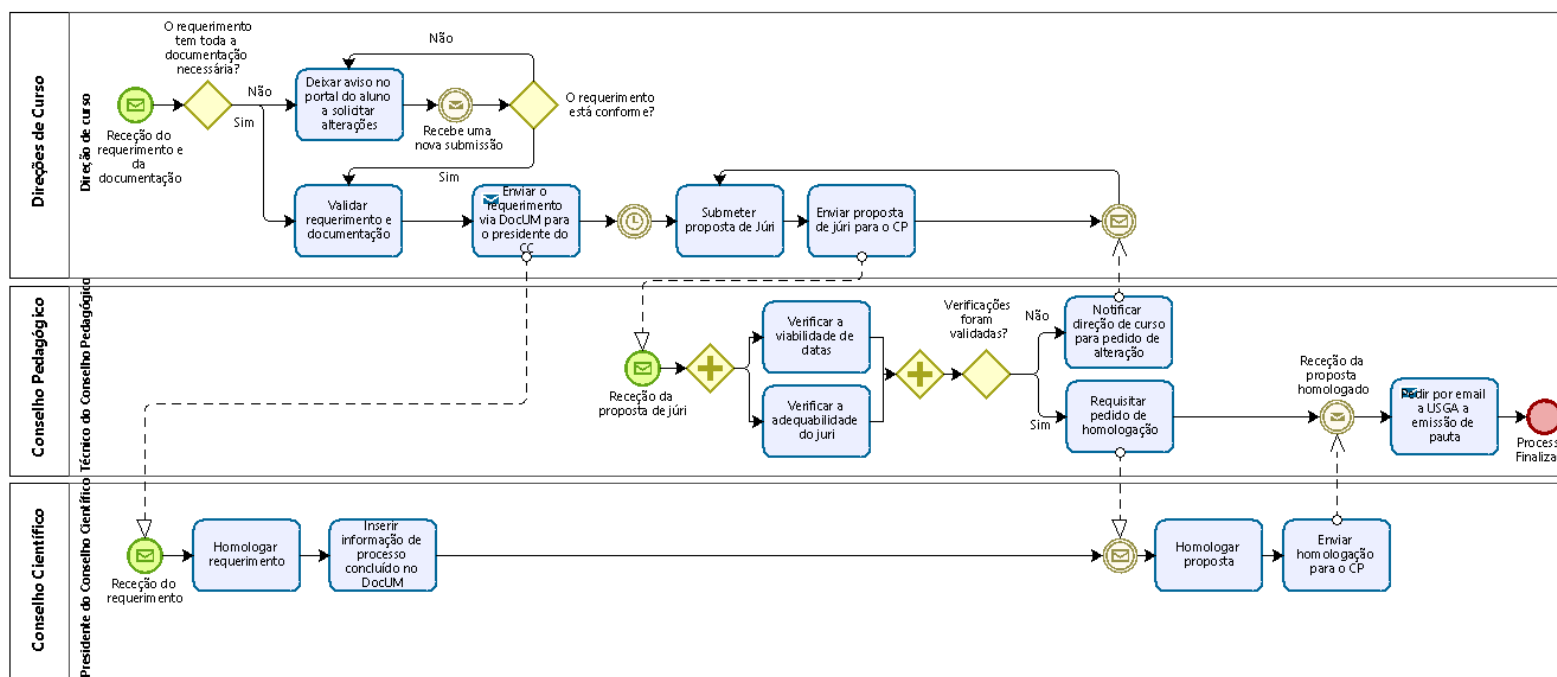 Direções de Curso
Direção de curso
O requerimento
tem toda a
documentação
necessária?
Receção do
requerimento e
da
documentação
Não
Sim
Deixar aviso no
portal do aluno
a solicitar
alterações
Recebe uma
nova submissão
Não
O requerimento
está conforme?
Sim
Validar
requerimento e
documentação
Enviar o
requerimento
via DocUM para
o presidente do
CC
Submeter
proposta de Júri
Enviar proposta
de júri para o CP
Conselho Pedagógico
Técnico do Conselho Pedagógico
Receção da
proposta de júri
Verificar a
viabilidade de
datas
Verificar a
adequabilidade
do juri
Verificações
foram
validadas?
Não
Sim
Notificar
direção de curso
para pedido de
alteração
Requisitar
pedido de
homologação
Receção da
proposta
homologado
Pedir por email
a USGA a
emissão de
pauta
Process
Finaliza
Conselho Científico
Presidente do Conselho Científico
Receção do
requerimento
Homologar
requerimento
Inserir
informação de
processo
concluído no
DocUM
Homologar
proposta
Enviar
homologação
para o CP